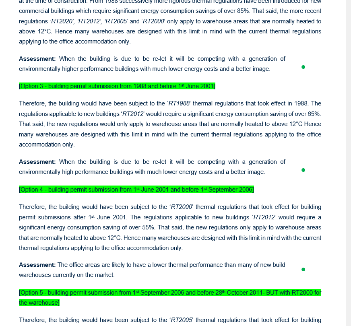 at the time of construction. From 1988 successively more rigorous thermal regulations have been introduced for new
commercial buildings which require significant energy consumption savings of over 85%. That said, the more recent
regulations 'RT2000', 'RT2012', 'RT2005' and 'RT2008' only apply to warehouse areas that are normally heated to
above 12°C. Hence many warehouses are designed with this limit in mind with the current thermal regulations
applying to the office accommodation only.
Assessment: When the building is due to be re-let it will be competing with a generation of
environmentally higher performance buildings with much lower energy costs and a better image.
[Option 3 - building permit submission from 1988 and before 1st June 2001]
Therefore, the building would have been subject to the 'RT1988' thermal regulations that took effect in 1988. The
regulations applicable to new buildings 'RT2012' would require a significant energy consumption saving of over 85%.
That said, the new regulations would only apply to warehouse areas that are normally heated to above 12°C Hence
many warehouses are designed with this limit in mind with the current thermal regulations applying to the office
accommodation only.
Assessment: When the building is due to be re-let it will be competing with a generation of
environmentally high performance buildings with much lower energy costs and a better image.
[Option 4 - building permit submission from 1st June 2001 and before 1st September 2006]
Therefore, the building would have been subject to the 'RT2000' thermal regulations that took effect for building
permit submissions after 1st June 2001. The regulations applicable to new buildings 'RT2012' would require a
significant energy consumption saving of over 55%. That said, the new regulations only apply to warehouse areas
that are normally heated to above 12°C. Hence many warehouses are designed with this limit in mind with the current
thermal regulations applying to the office accommodation only.
Assessment: The office areas are likely to have a lower thermal performance than many of new build
warehouses currently on the market.
[Option 5 - building permit submission from 1st September 2006 and before 28th October 2011, BUT with RT2000 for
the warehouse]
Therefore, the building would have been subject to the 'RT2005' thermal regulations that took effect for building